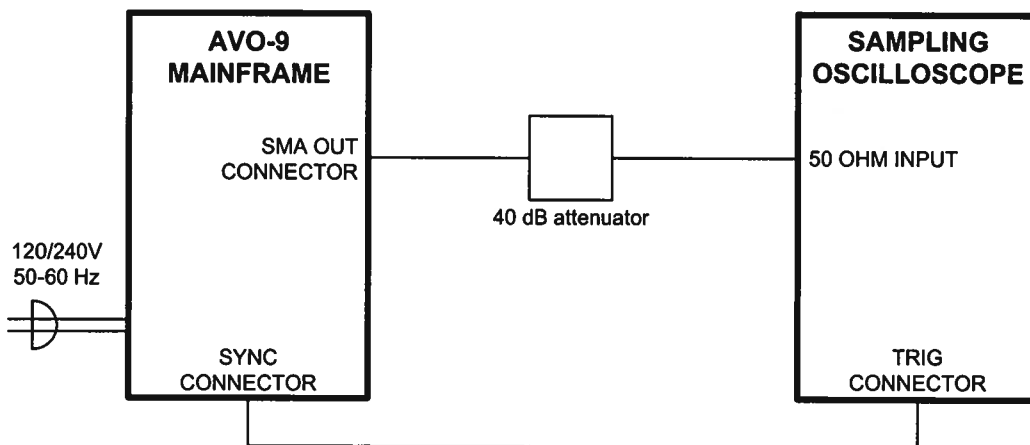 AVO-9
MAINFRAME
SMA OUT
CONNECTOR
SYNC
CONNECTOR
120/240V
50-60 Hz
40 dB attenuator
SAMPLING
OSCILLOSCOPE
50 OHM INPUT
TRIG
CONNECTOR